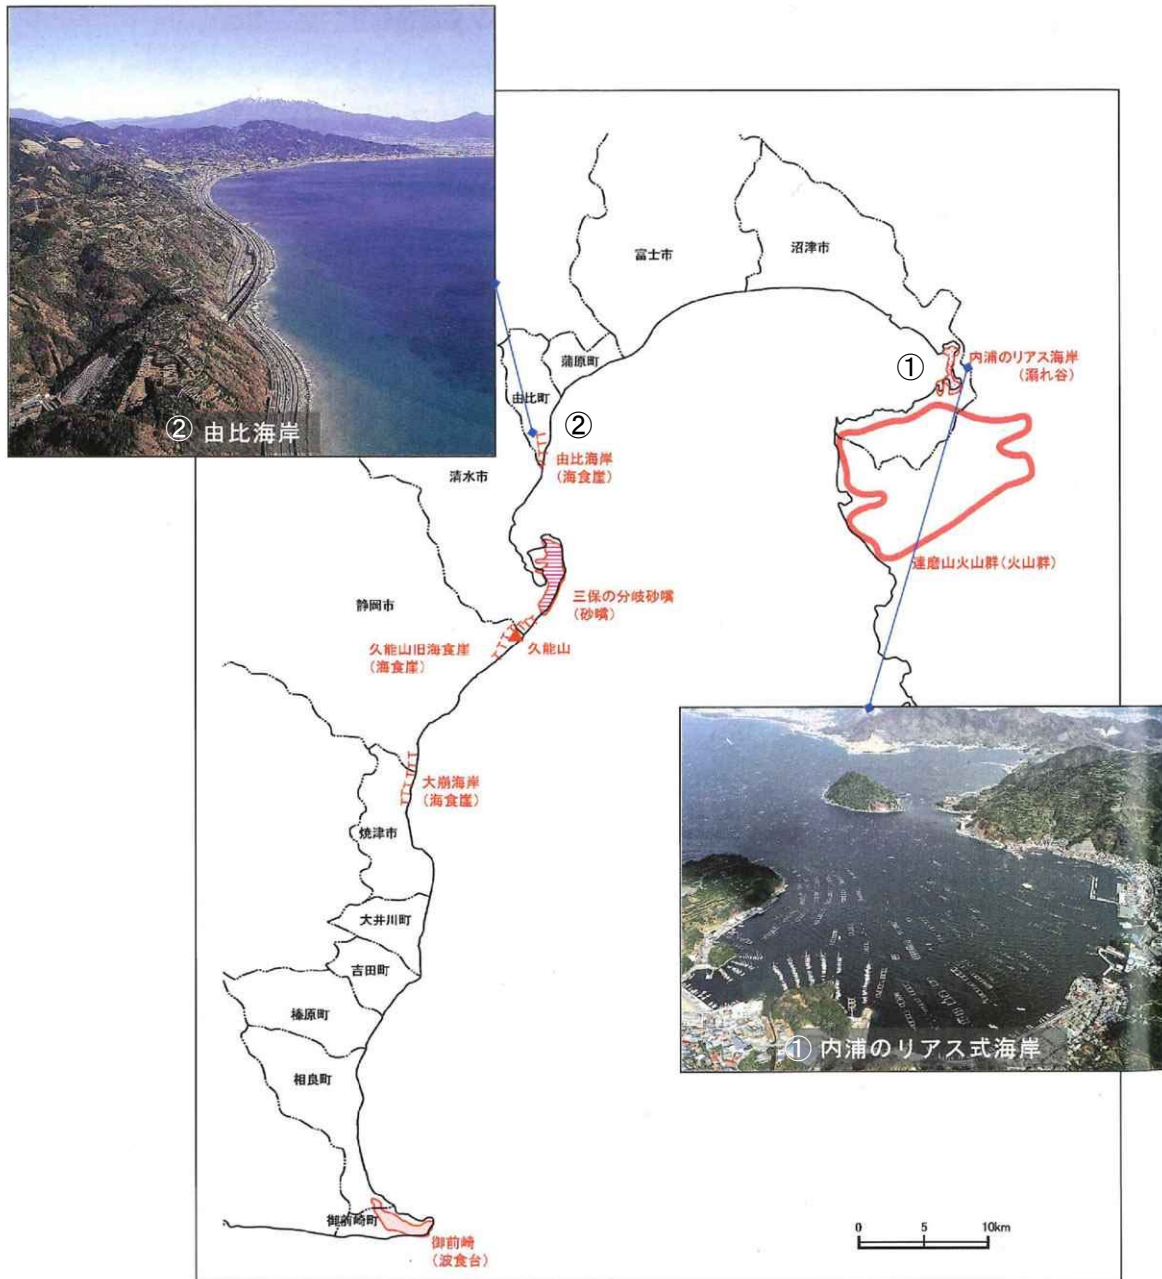 ② 由比海岸
富士市
沼津市
蒲原町
由比町
①
内浦のリアス海岸
(溺れ谷)
②
由比海岸
(海食崖)
清水市
達磨山火山群(火山群)
三保の分岐砂嘴
(砂嘴)
静岡市
久能山旧海食崖
(海食崖)
久能山
大崩海岸
(海食崖)
焼津市
大井川町
吉田町
榛原町
相良町
① 内浦のリアス式海岸
御前崎町
御前崎
(波食台)
0 5 10km